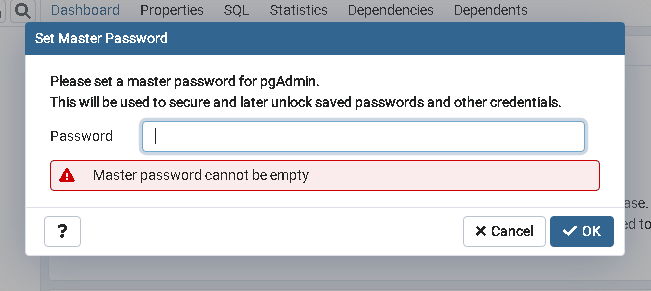 Dashboard Properties SQL Statistics Dependencies Dependents
Set Master Password
Please set a master password for pgAdmin.
This will be used to secure and later unlock saved passwords and other credentials.
Password
Master password cannot be empty
ase.
? Cancel OK
ed to